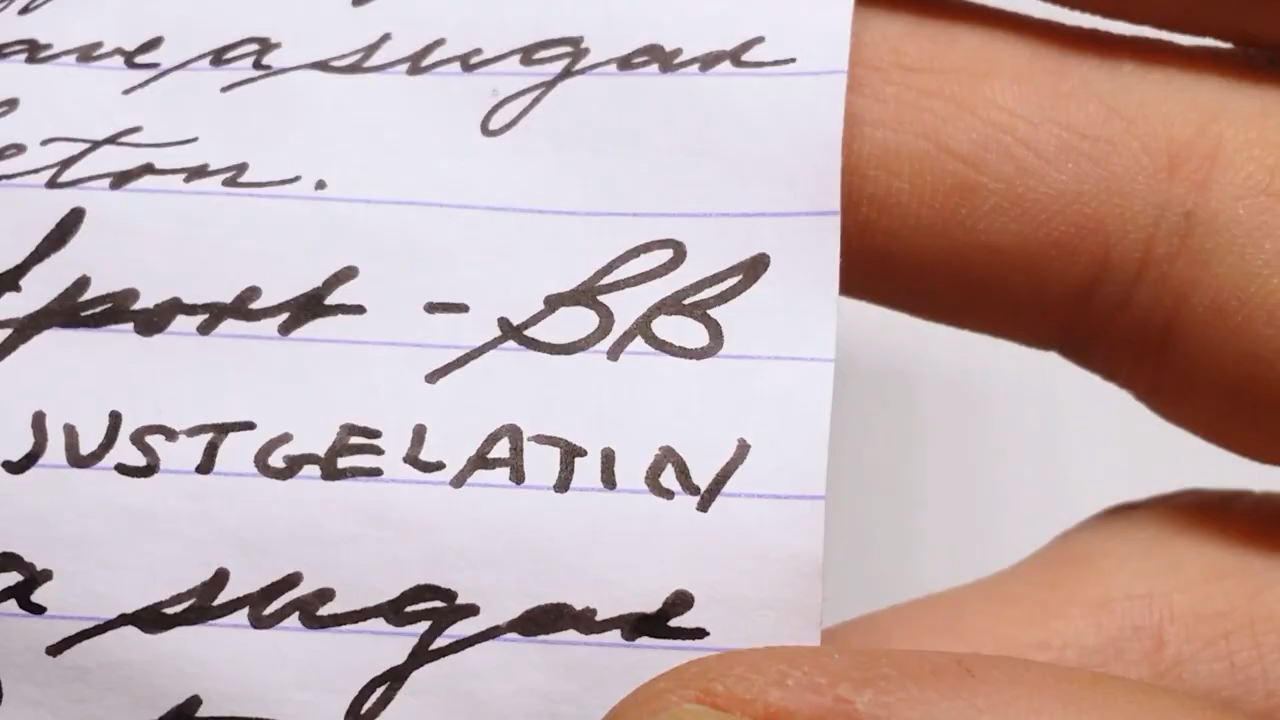 ave a sugar
eton.
Sport - BB
JUSTGELATIN
a sugar